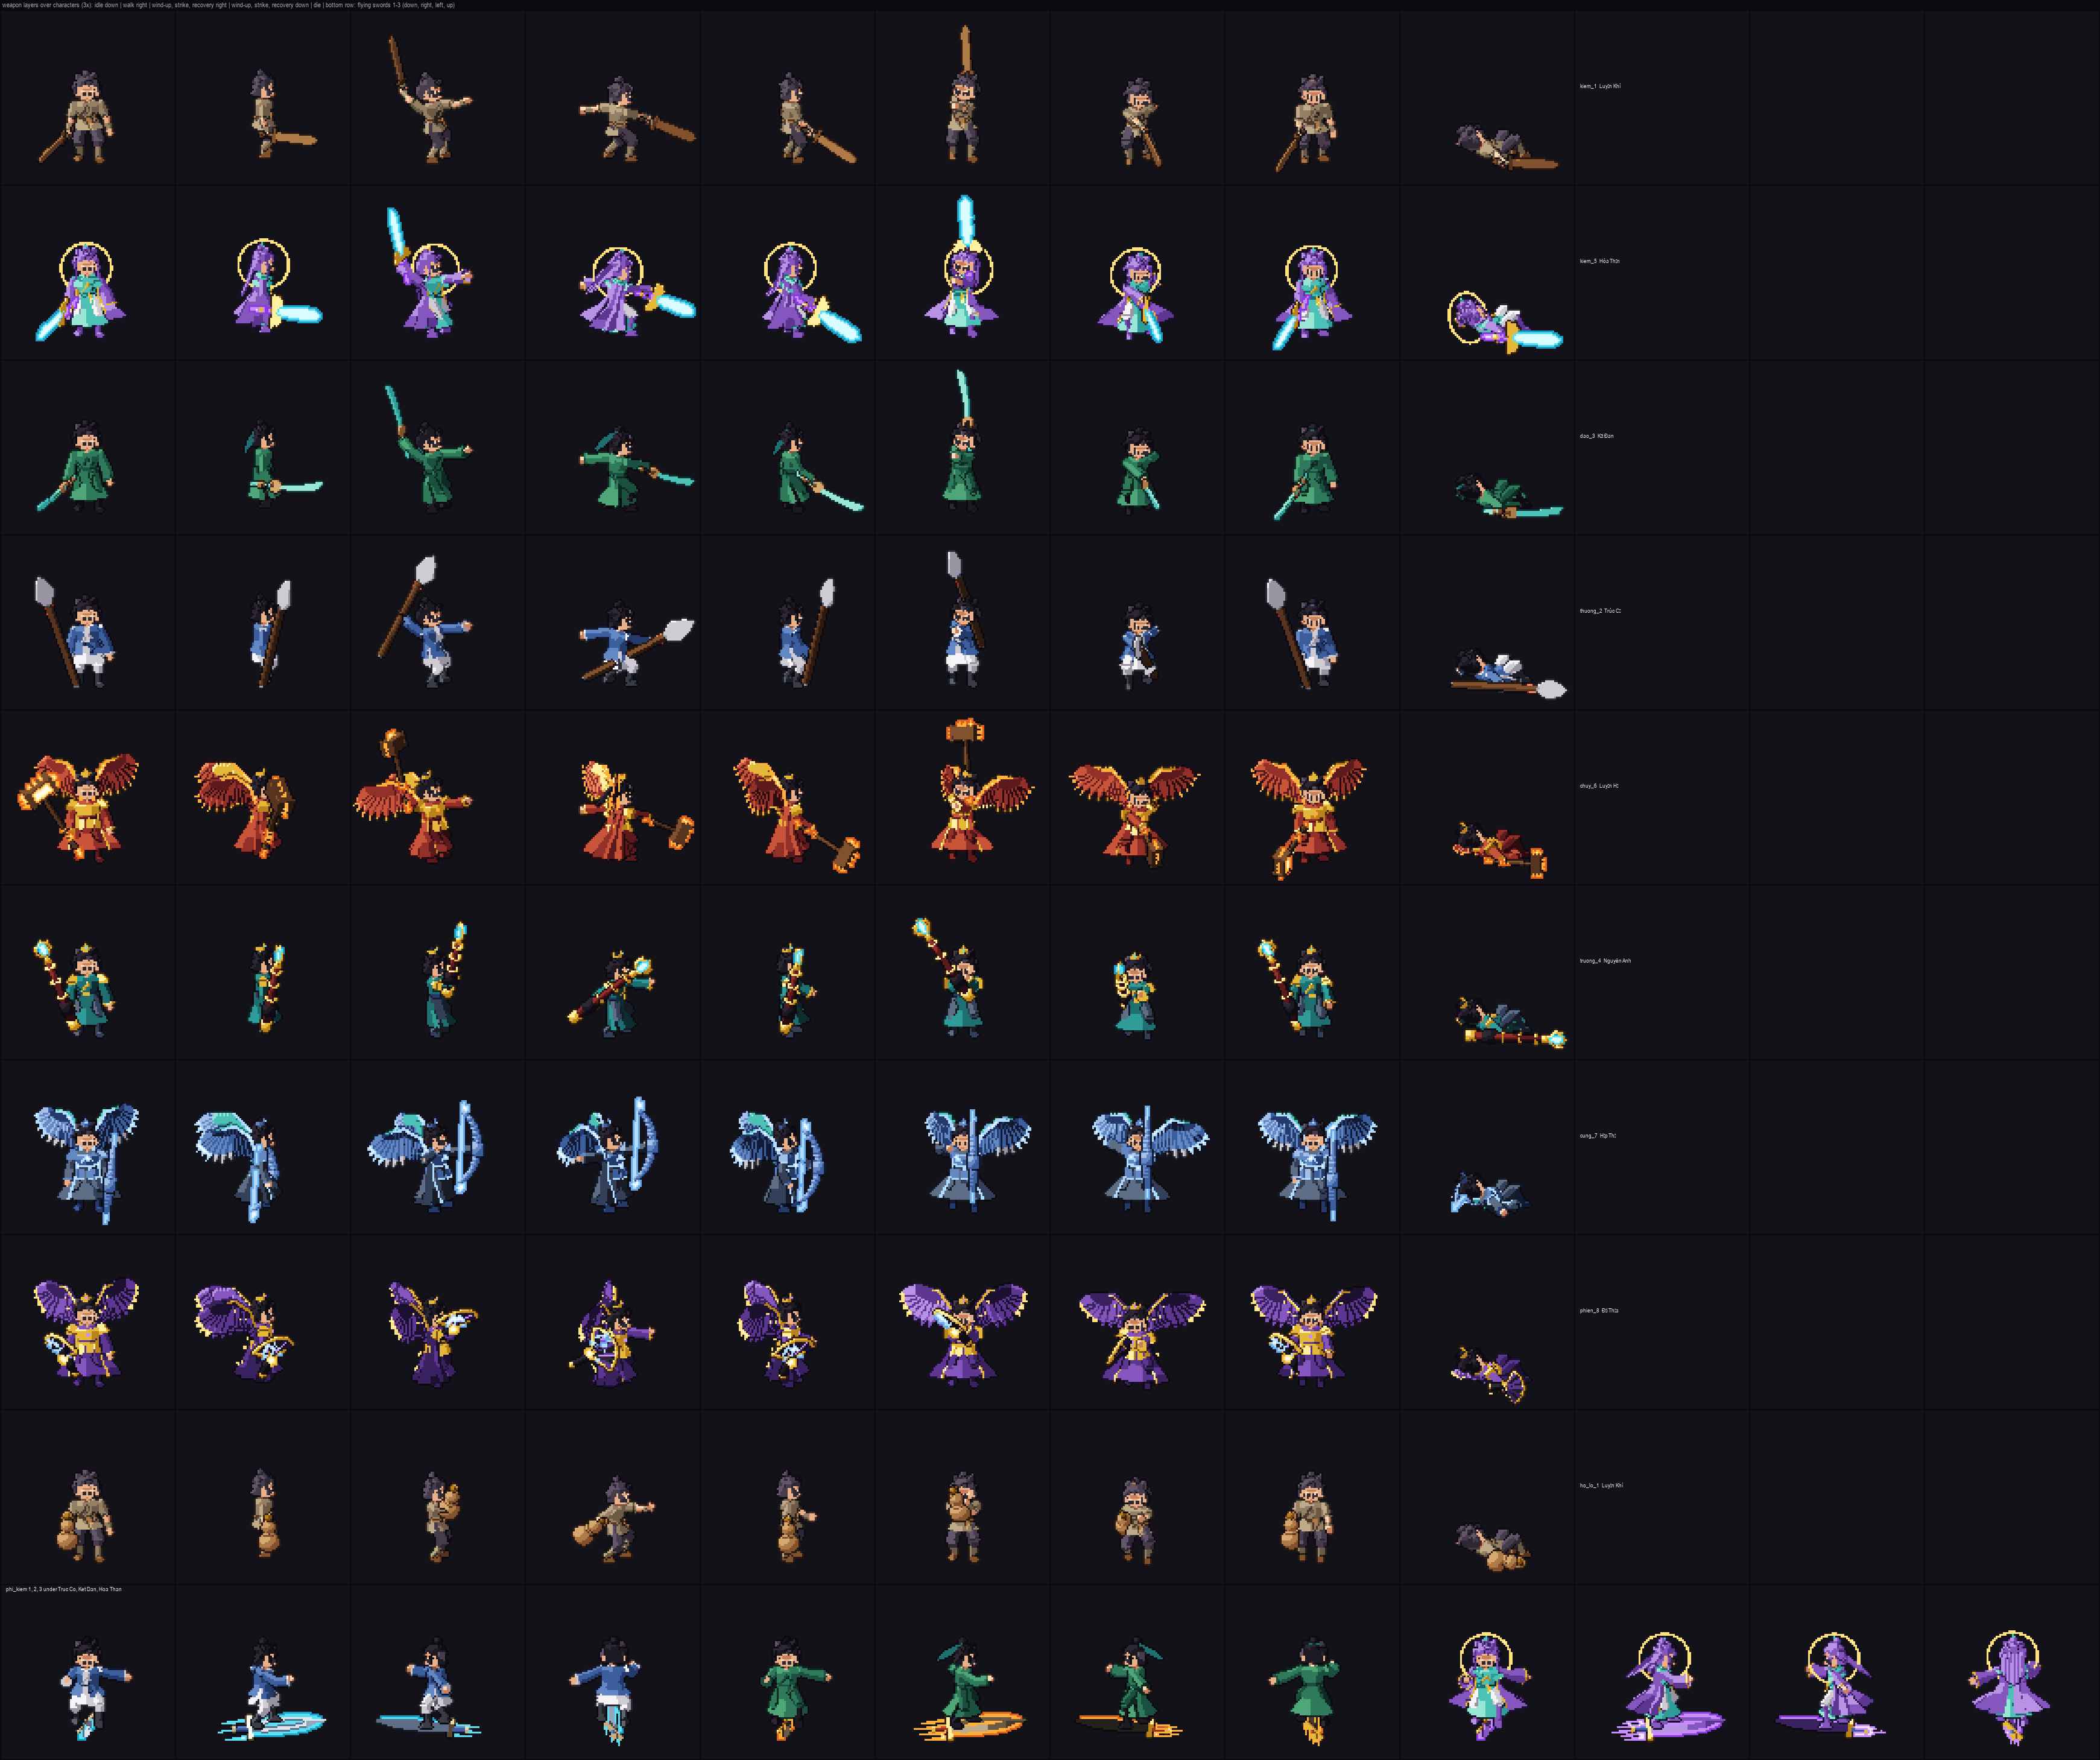 weapon layers over characters (3x): idle down | walk right | wind-up, strike, recovery right | wind-up, strike, recovery down | die | bottom row: flying swords 1-3 (down, right, left, up)
kiem_1 Luyện Khí
kiem_5 Hóa Thần
dao_3 Kết Đan
thuong_2 Trúc Cơ
chuy_6 Luyện Hư
truong_4 Nguyên Anh
cung_7 Hợp Thể
phien_8 Độ Kiếp
ho_lo_1 Luyện Khí
phi_kiem 1, 2, 3 under Truc Co, Ket Dan, Hoa Than